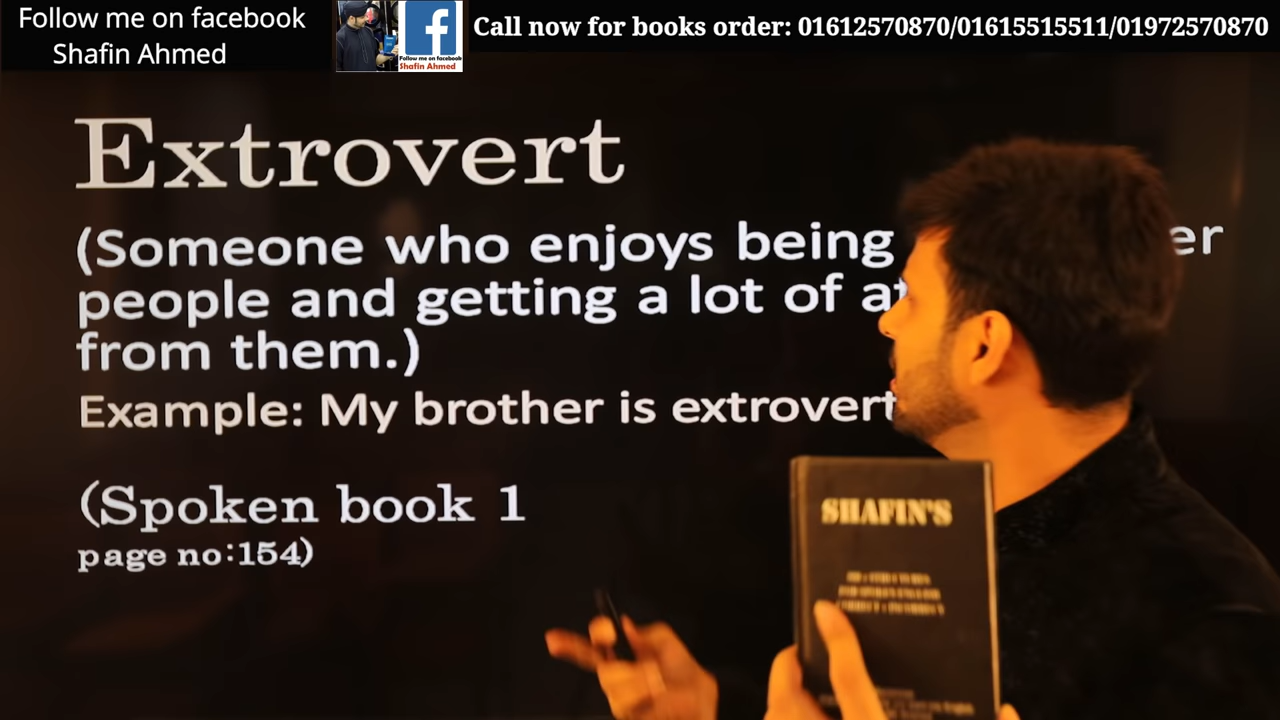 Follow me on facebook
Shafin Ahmed
Follow me on facebook
Shafin Ahmed
Call now for books order: 01612570870/01615515511/01972570870
Extrovert
(Someone who enjoys being er
people and getting a lot of at
from them.)
Example: My brother is extrovert
(Spoken book 1
page no:154)
SHAFIN'S